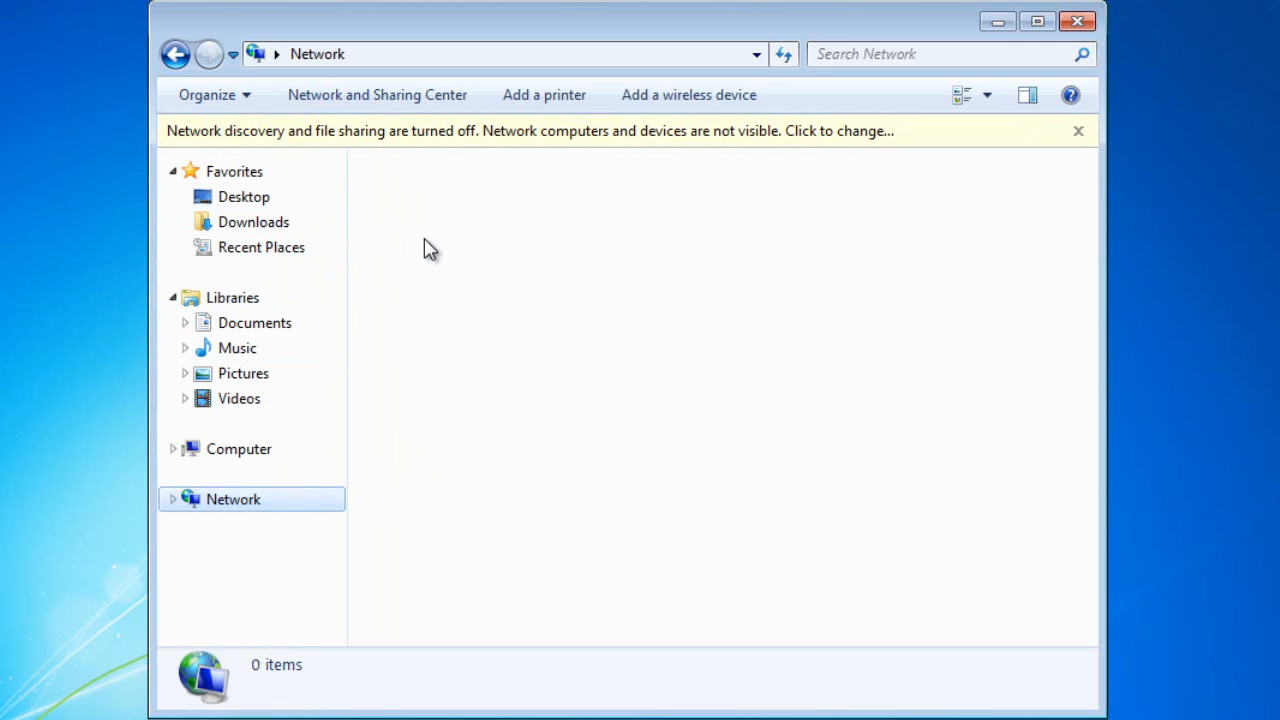 Network
Search Network
Organize
Network and Sharing Center
Add a printer
Add a wireless device
Network discovery and file sharing are turned off. Network computers and devices are not visible. Click to change...
Favorites
Desktop
Downloads
Recent Places
Libraries
Documents
Music
Pictures
Videos
Computer
Network
0 items